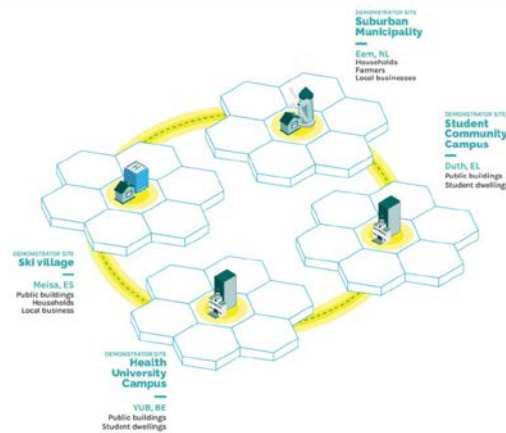 DEMONSTRATOR SITE
Suburban
Municipality
Eem, NL
Households
Farmers
Local businesses
DEMONSTRATOR SITE
Student
Community
Campus
Duth, EL
Public buildings
Student dwellings
DEMONSTRATOR SITE
Ski village
Meisa, ES
Public buildings
Households
Local business
DEMONSTRATOR SITE
Health
University
Campus
VUB, BE
Public buildings
Student dwellings
H